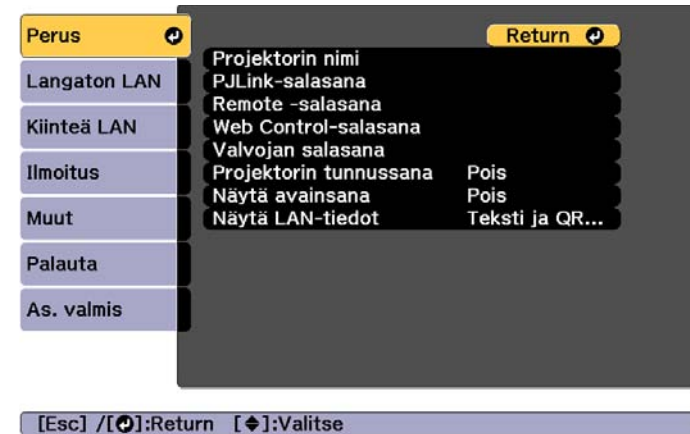 Perus
Langaton LAN
Kiinteä LAN
Ilmoitus
Muut
Palauta
As. valmis
Return
Projektorin nimi
PJLink-salasana
Remote -salasana
Web Control-salasana
Valvojan salasana
Projektorin tunnussana Pois
Näytä avainsana Pois
Näytä LAN-tiedot Teksti ja QR...
[Esc] /[⏎]:Return [◆]:Valitse